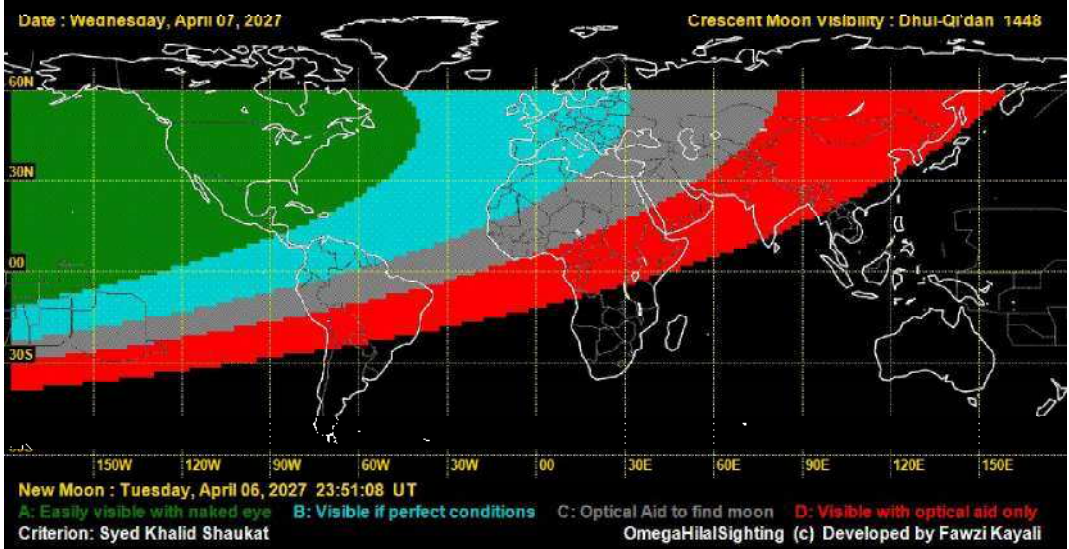 Date : Wednesday, April 07, 2027
Crescent Moon Visibility : Dhul-Qi'dah 1448
60N
30N
00
30S
150W 120W 90W 60W 30W 00 30E 60E 90E 120E 150E
New Moon : Tuesday, April 06, 2027 23:51:08 UT
A: Easily visible with naked eye B: Visible if perfect conditions C: Optical Aid to find moon D: Visible with optical aid only
Criterion: Syed Khalid Shaukat
OmegaHilalSighting (c) Developed by Fawzi Kayali